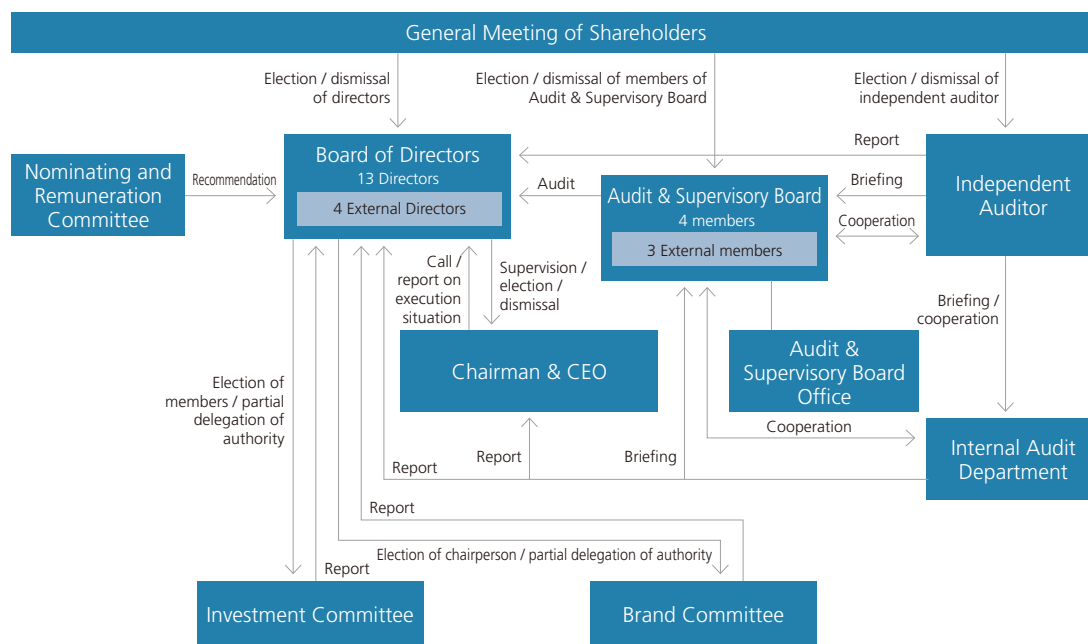 General Meeting of Shareholders
Election / dismissal
of directors
Election / dismissal of members of
Audit & Supervisory Board
Election / dismissal of
independent auditor
Nominating and
Remuneration
Committee
Recommendation
Board of Directors
13 Directors
4 External Directors
Report
Audit
Audit & Supervisory Board
4 members
3 External members
Briefing
Cooperation
Independent
Auditor
Call /
report on
execution
situation
Supervision /
election /
dismissal
Briefing /
cooperation
Chairman & CEO
Audit &
Supervisory Board
Office
Election of
members / partial
delegation of
authority
Cooperation
Report
Report
Briefing
Internal Audit
Department
Report
Election of chairperson / partial delegation of authority
Report
Investment Committee
Brand Committee